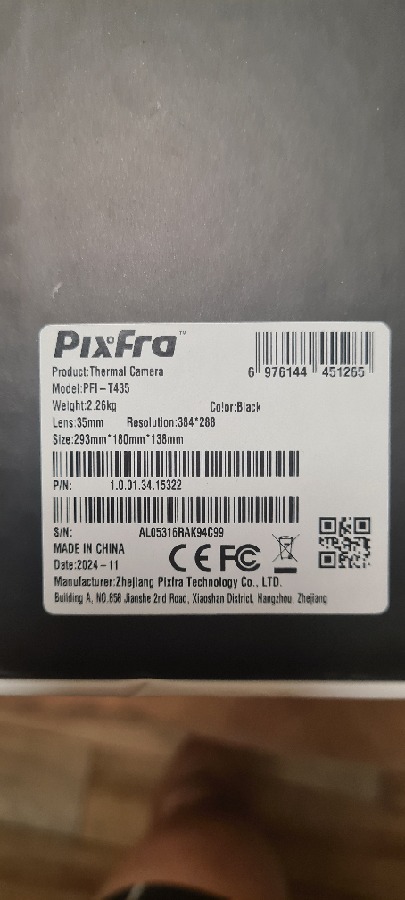 PixFra™
Product:Thermal Camera
6 976144 451265
Model:PFI-T435
Weight:2.26kg Color:Black
Lens:35mm Resolution:384*288
Size:293mm*180mm*138mm
P/N: 1.0.01.34.15322
S/N: AL05316RAK94C99
MADE IN CHINA
CE FC
Date:2024-11
Manufacturer:Zhejiang Pixfra Technology Co., LTD.
Building A, NO.656 Jianshe 2rd Road, Xiaoshan District, Hangzhou, Zhejiang